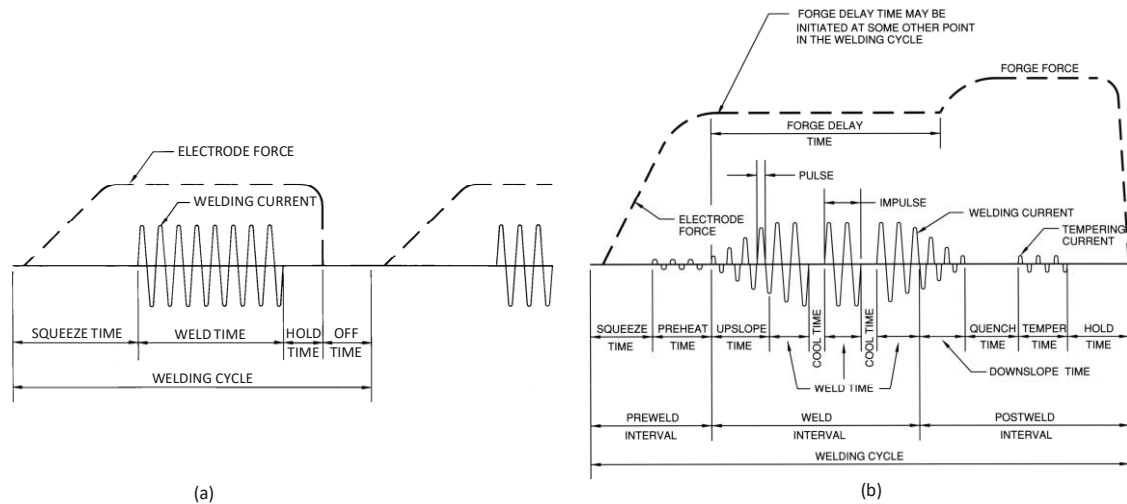 ELECTRODE FORCE
WELDING CURRENT
SQUEEZE TIME
WELD TIME
HOLD
TIME
OFF
TIME
WELDING CYCLE
(a)
FORGE DELAY TIME MAY BE
INITIATED AT SOME OTHER POINT
IN THE WELDING CYCLE
FORGE FORCE
FORGE DELAY
TIME
PULSE
IMPULSE
ELECTRODE
FORCE
WELDING CURRENT
TEMPERING
CURRENT
SQUEEZE
TIME
PREHEAT
TIME
UPSLOPE
TIME
COOL TIME
COOL TIME
QUENCH
TIME
TEMPER
TIME
HOLD
TIME
WELD TIME
DOWNSLOPE TIME
PREWELD
INTERVAL
WELD
INTERVAL
POSTWELD
INTERVAL
WELDING CYCLE
(b)